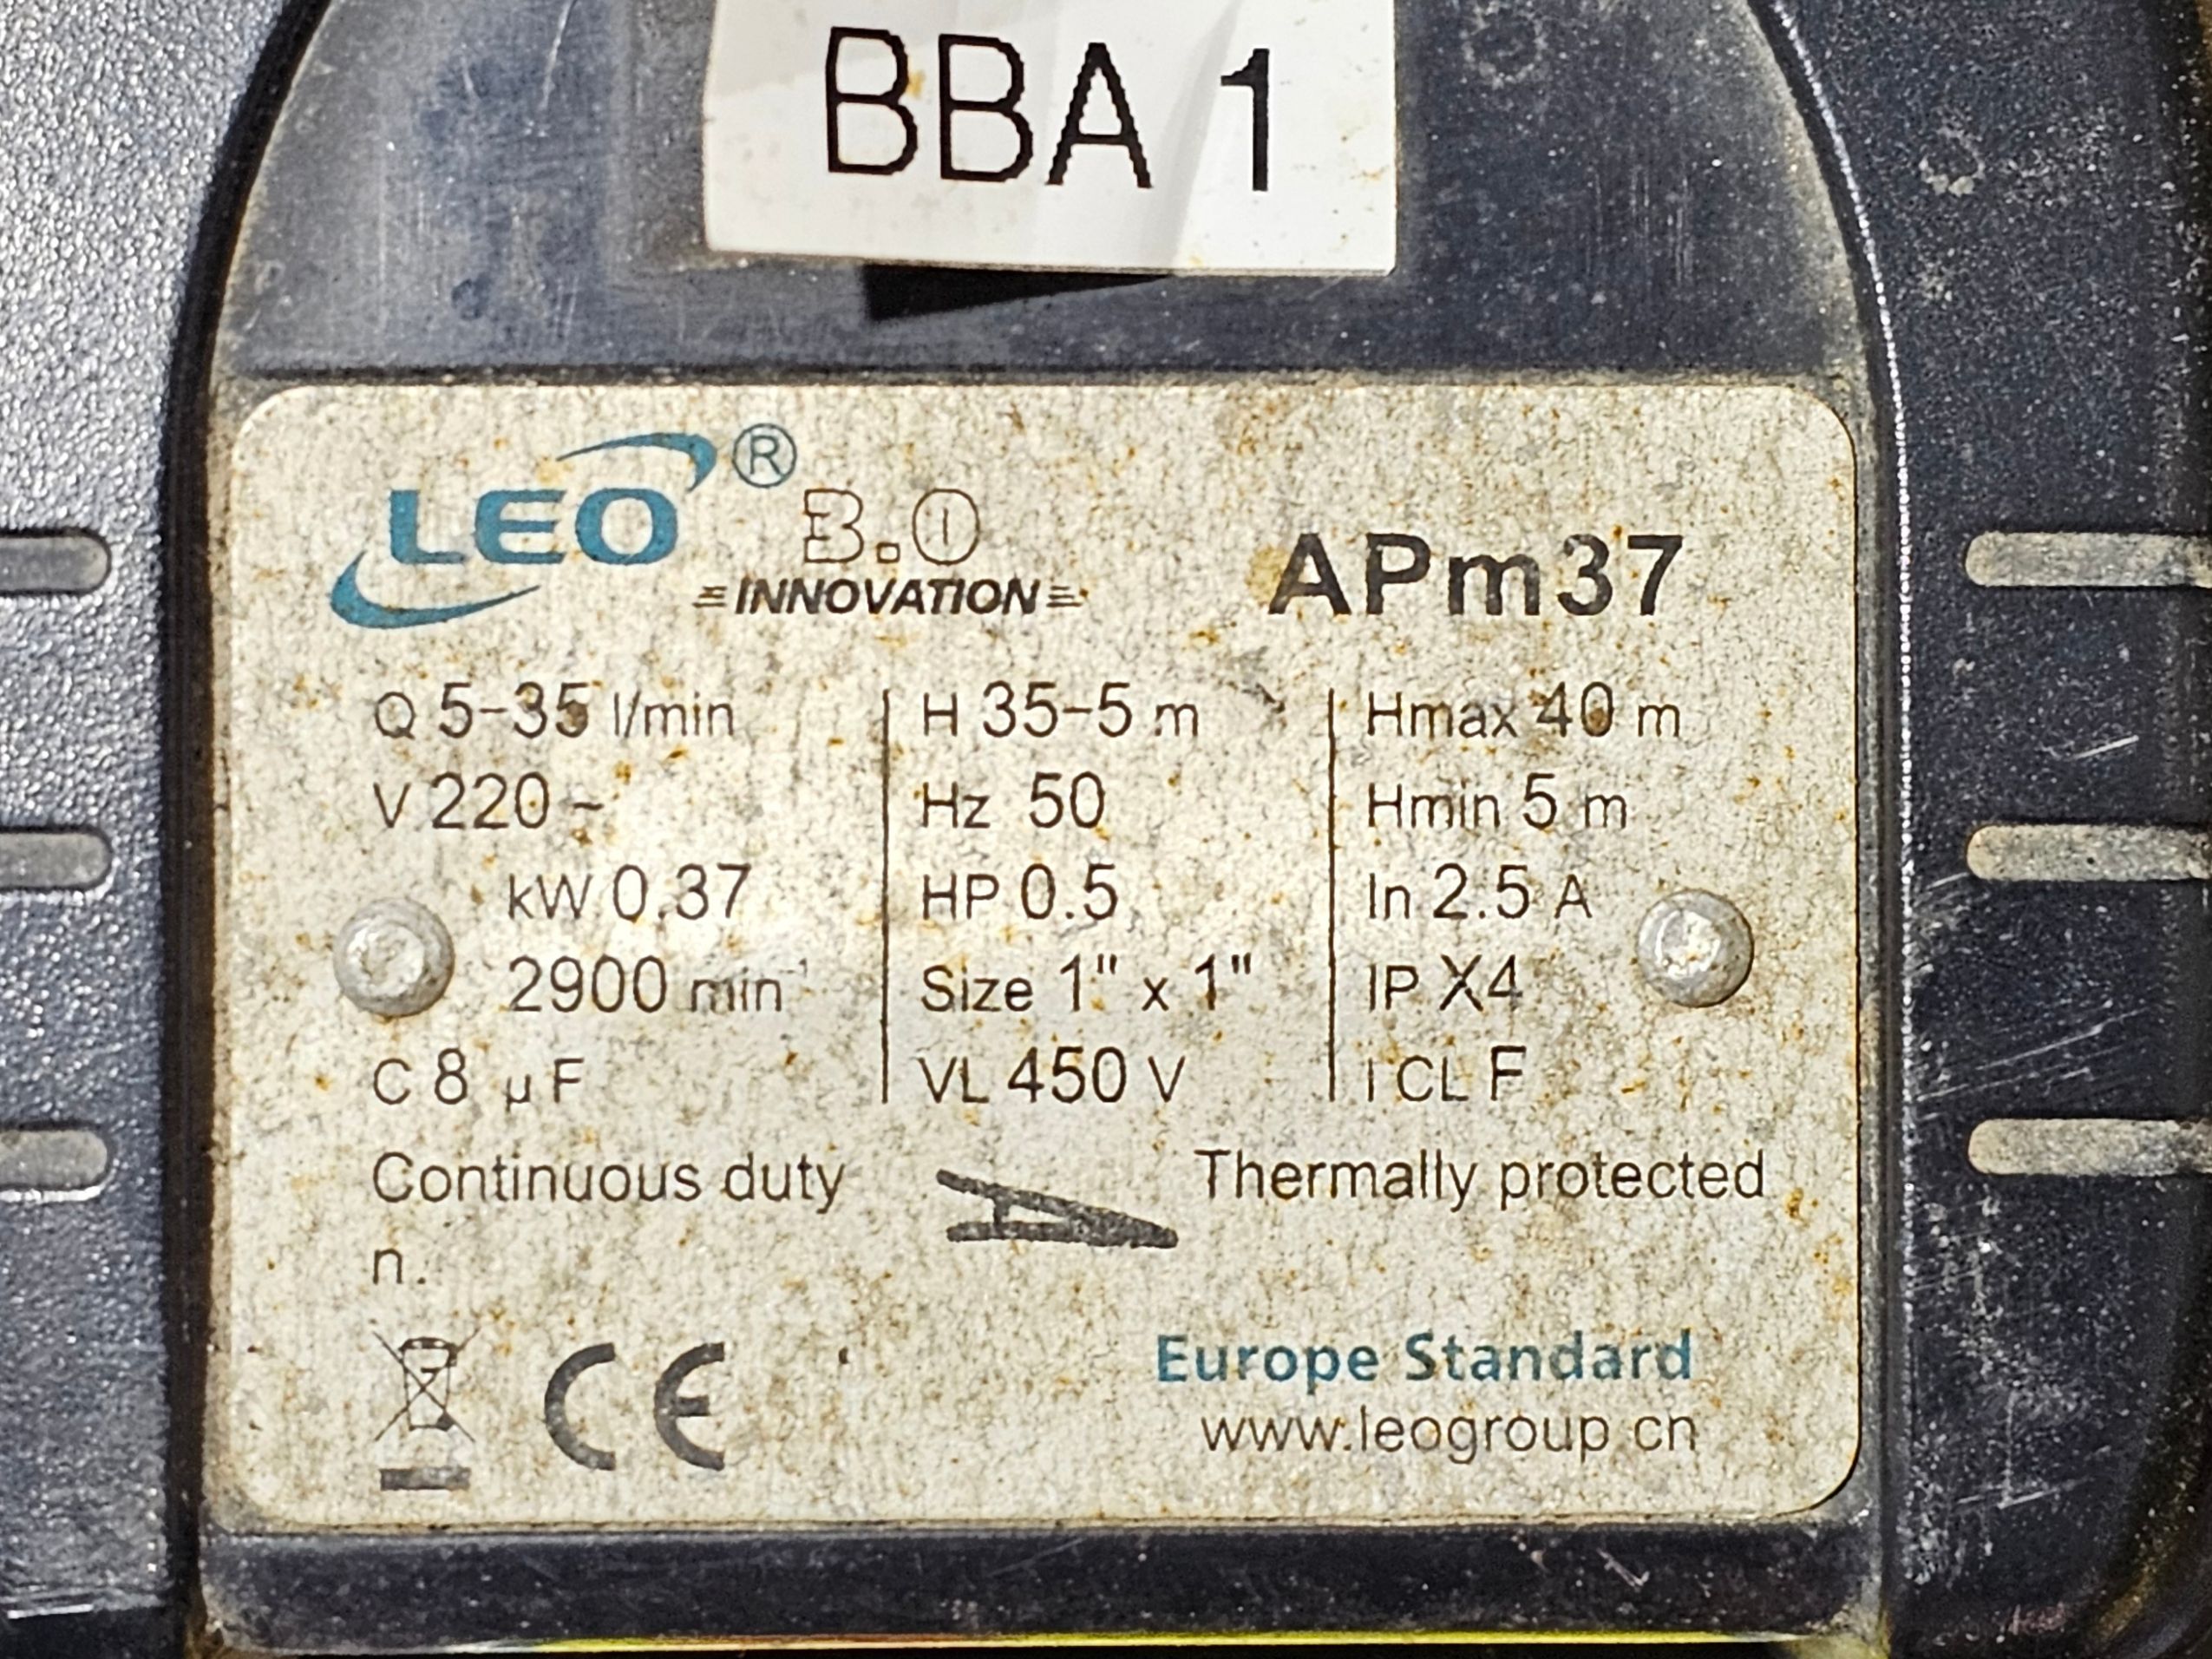 BBA 1
LEO® 3.0
INNOVATION
APm37
Q 5-35 l/min
H 35-5 m
Hmax 40 m
V 220 ~
Hz 50
Hmin 5 m
kW 0.37
HP 0.5
In 2.5 A
2900 min⁻¹
Size 1" x 1"
IP X4
C 8 µF
VL 450 V
I CL F
Continuous duty
Thermally protected
n.
CE
Europe Standard
www.leogroup.cn